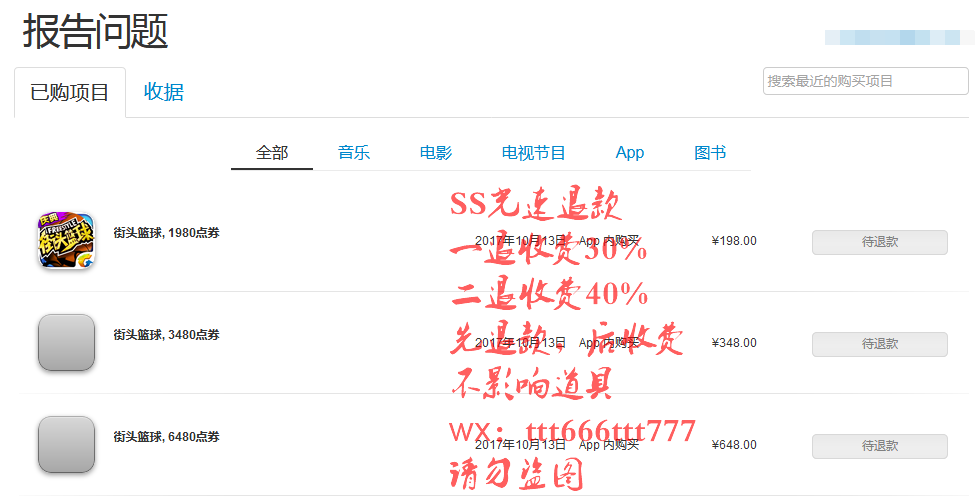 报告问题
已购项目
收据
搜索最近的购买项目
全部 音乐 电影 电视节目 App 图书
SS光速退款
街头篮球, 1980点券
2017年10月13日 App 内购买 ¥198.00 待退款
一退收费30%
二退收费40%
街头篮球, 3480点券
2017年10月13日 App 内购买 ¥348.00 待退款
先退款，后收费
不影响道具
wx：ttt666ttt777
街头篮球, 6480点券
2017年10月13日 App 内购买 ¥648.00 待退款
请勿盗图
庆典
FREESTYLE
街头篮球